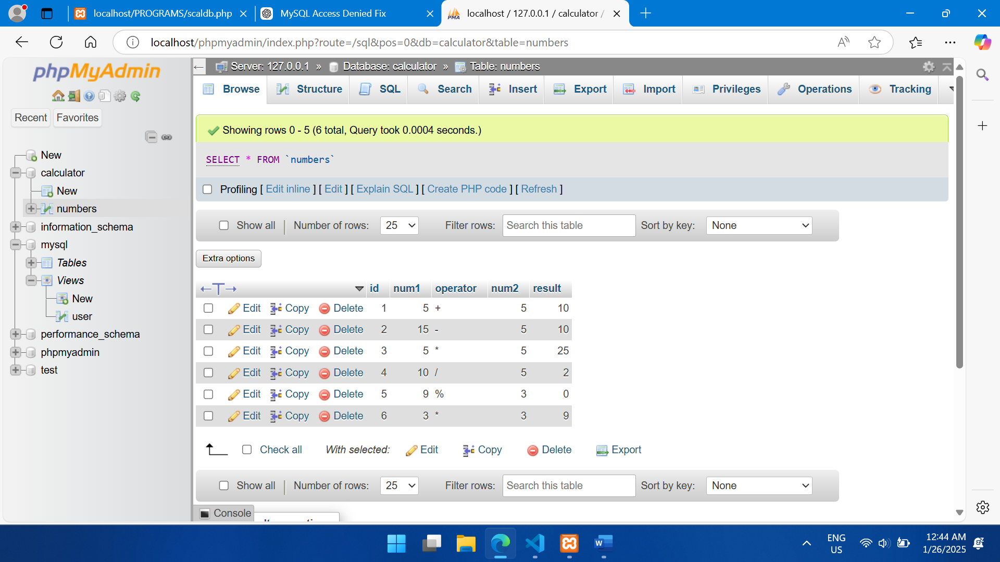 localhost/PROGRAMS/scaldb.php
MySQL Access Denied Fix
localhost / 127.0.0.1 / calculator /
localhost/phpmyadmin/index.php?route=/sql&pos=0&db=calculator&table=numbers
phpMyAdmin
Recent Favorites
New
calculator
New
numbers
information_schema
mysql
Tables
Views
New
user
performance_schema
phpmyadmin
test
Server: 127.0.0.1 » Database: calculator » Table: numbers
Browse Structure SQL Search Insert Export Import Privileges Operations Tracking
Showing rows 0 - 5 (6 total, Query took 0.0004 seconds.)
SELECT * FROM `numbers`
Profiling [ Edit inline ] [ Edit ] [ Explain SQL ] [ Create PHP code ] [ Refresh ]
Show all | Number of rows: 25 Filter rows: Search this table Sort by key: None
Extra options
←T→ id num1 operator num2 result
Edit Copy Delete 1 5 + 5 10
Edit Copy Delete 2 15 - 5 10
Edit Copy Delete 3 5 * 5 25
Edit Copy Delete 4 10 / 5 2
Edit Copy Delete 5 9 % 3 0
Edit Copy Delete 6 3 * 3 9
Check all With selected: Edit Copy Delete Export
Show all | Number of rows: 25 Filter rows: Search this table Sort by key: None
Console
ENG
US
12:44 AM
1/26/2025